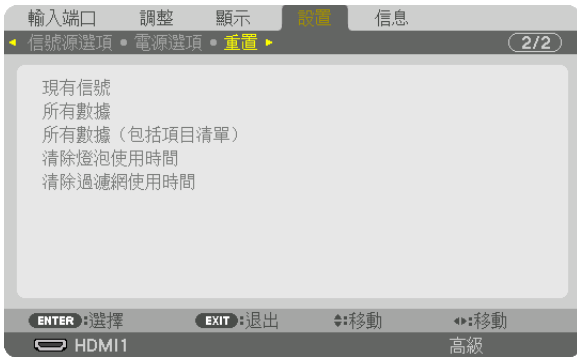 輸入端口 調整 顯示 設置 信息
信號源選項 • 電源選項 • 重置 2/2
現有信號
所有數據
所有數據（包括項目清單）
清除燈泡使用時間
清除過濾網使用時間
ENTER:選擇 EXIT:退出 :移動 :移動
HDMI1 高級